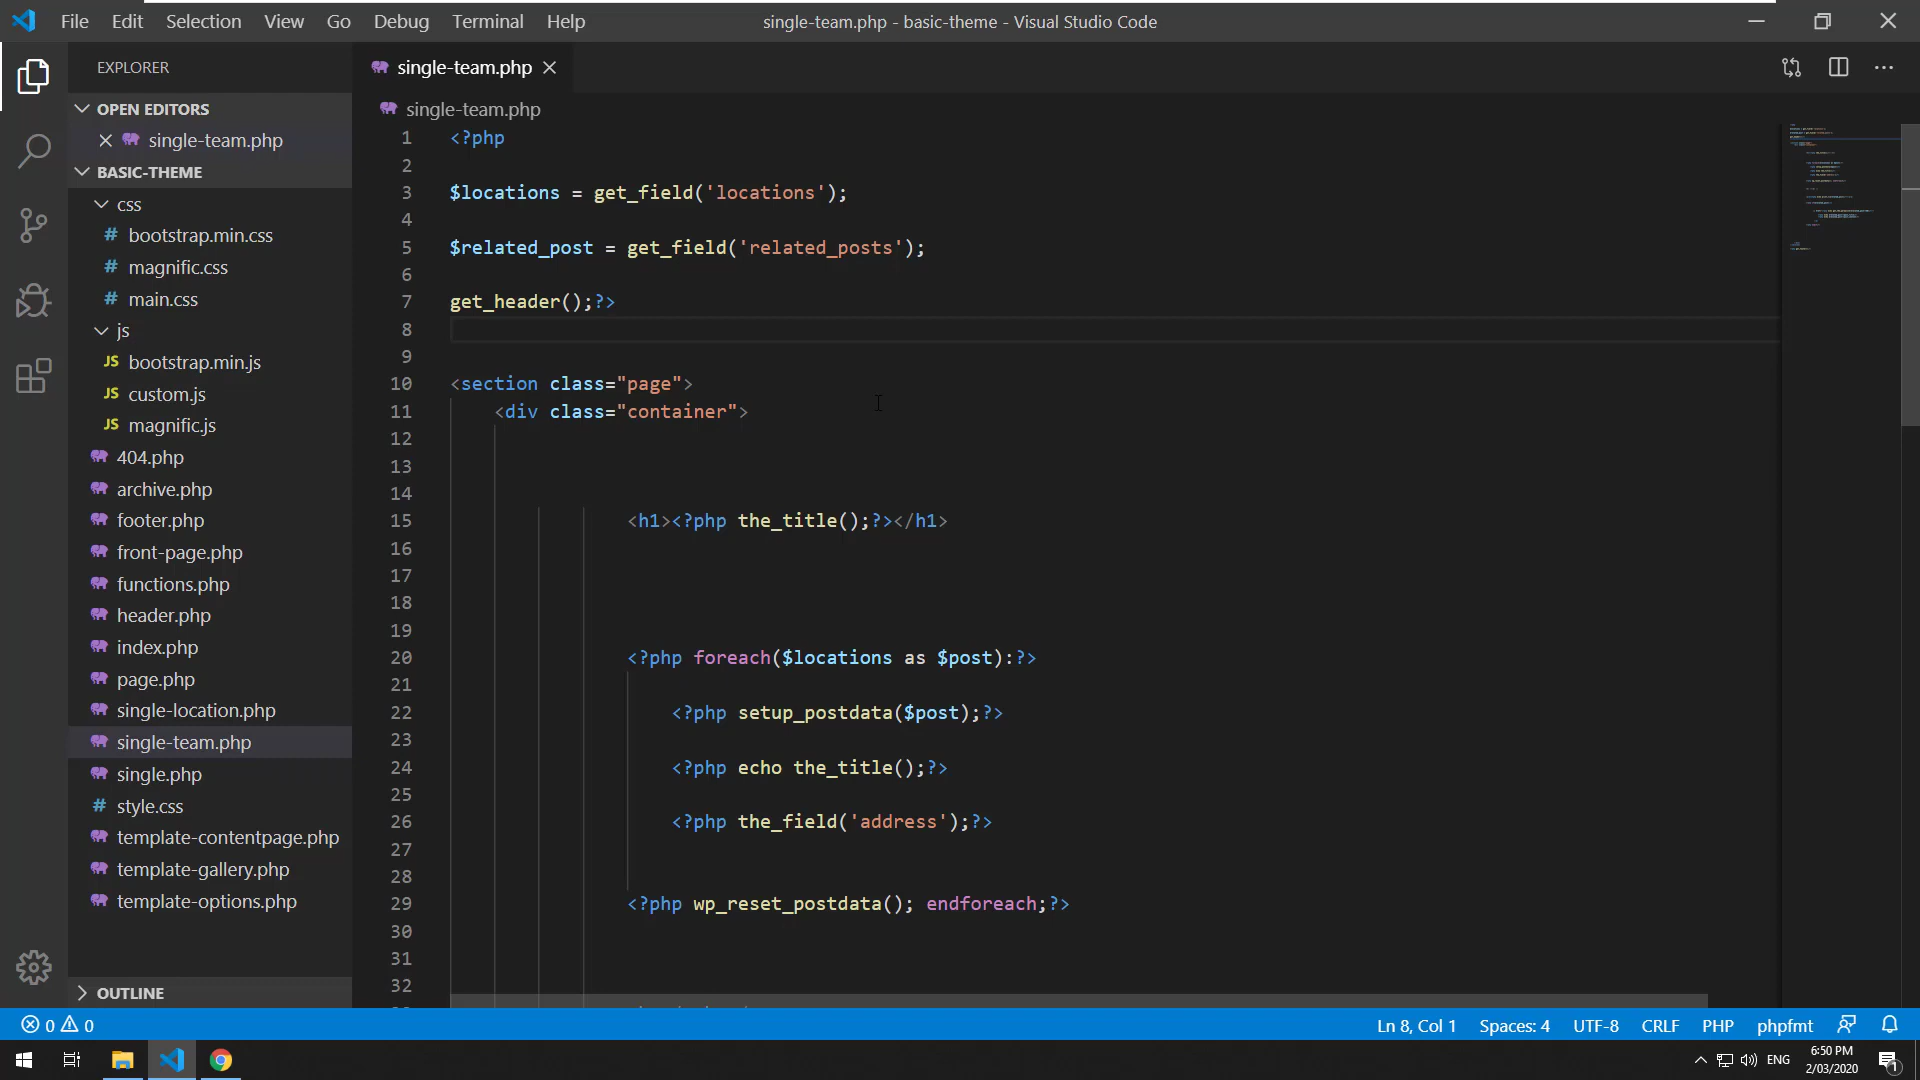 File Edit Selection View Go Debug Terminal Help
single-team.php - basic-theme - Visual Studio Code
EXPLORER
OPEN EDITORS
single-team.php
BASIC-THEME
css
# bootstrap.min.css
# magnific.css
# main.css
js
JS bootstrap.min.js
JS custom.js
JS magnific.js
404.php
archive.php
footer.php
front-page.php
functions.php
header.php
index.php
page.php
single-location.php
single-team.php
single.php
# style.css
template-contentpage.php
template-gallery.php
template-options.php
OUTLINE
single-team.php
single-team.php
1 <?php
2
3 $locations = get_field('locations');
4
5 $related_post = get_field('related_posts');
6
7 get_header();?>
8
9
10 <section class="page">
11 <div class="container">
12
13
14
15 <h1><?php the_title();?></h1>
16
17
18
19
20 <?php foreach($locations as $post):?>
21
22 <?php setup_postdata($post);?>
23
24 <?php echo the_title();?>
25
26 <?php the_field('address');?>
27
28
29 <?php wp_reset_postdata(); endforeach;?>
30
31
32
0 0
Ln 8, Col 1 Spaces: 4 UTF-8 CRLF PHP phpfmt
ENG
6:50 PM
2/03/2020
1